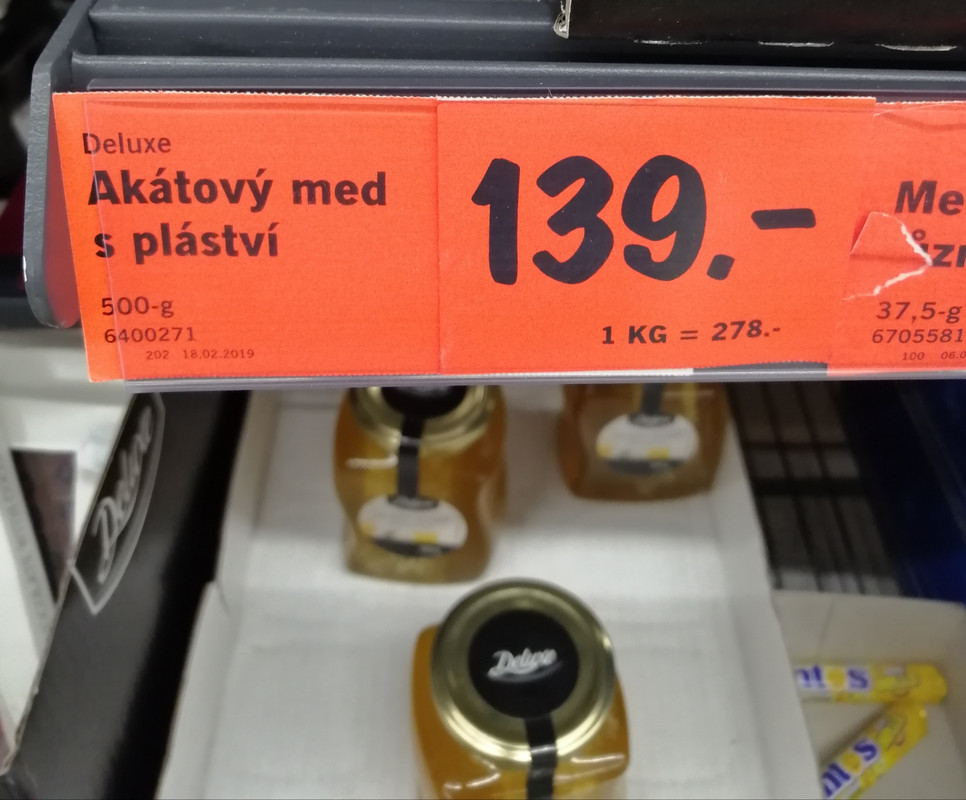 Deluxe
Akátový med
s pláství
500-g
6400271
202 18.02.2019
139.-
1 KG = 278.-
37,5-g
6705581
100
Deluxe
Deluxe